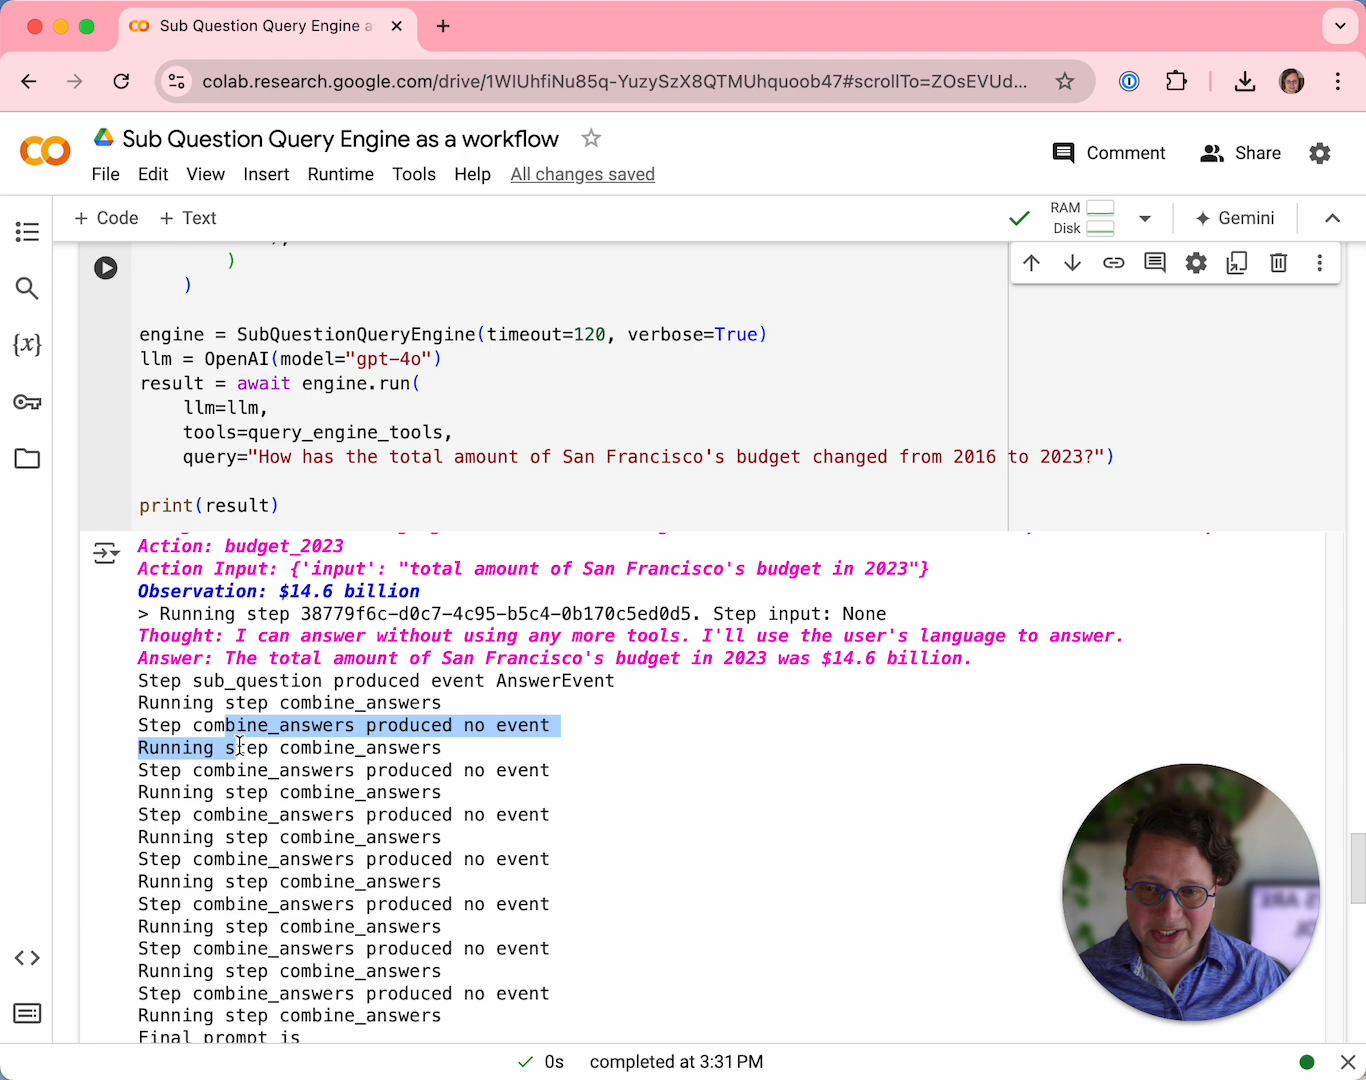 Sub Question Query Engine a
colab.research.google.com/drive/1WlUhfiNu85q-YuzySzX8QTMUhquoob47#scrollTo=ZOsEVUd...
Sub Question Query Engine as a workflow
Comment
Share
File Edit View Insert Runtime Tools Help All changes saved
+ Code + Text
RAM
Disk
Gemini
)
)
engine = SubQuestionQueryEngine(timeout=120, verbose=True)
llm = OpenAI(model="gpt-4o")
result = await engine.run(
llm=llm,
tools=query_engine_tools,
query="How has the total amount of San Francisco's budget changed from 2016 to 2023?")
print(result)
Action: budget_2023
Action Input: {'input': "total amount of San Francisco's budget in 2023"}
Observation: $14.6 billion
> Running step 38779f6c-d0c7-4c95-b5c4-0b170c5ed0d5. Step input: None
Thought: I can answer without using any more tools. I'll use the user's language to answer.
Answer: The total amount of San Francisco's budget in 2023 was $14.6 billion.
Step sub_question produced event AnswerEvent
Running step combine_answers
Step combine_answers produced no event
Running step combine_answers
Step combine_answers produced no event
Running step combine_answers
Step combine_answers produced no event
Running step combine_answers
Step combine_answers produced no event
Running step combine_answers
Step combine_answers produced no event
Running step combine_answers
Step combine_answers produced no event
Running step combine_answers
Step combine_answers produced no event
Running step combine_answers
Final prompt is
0s completed at 3:31 PM